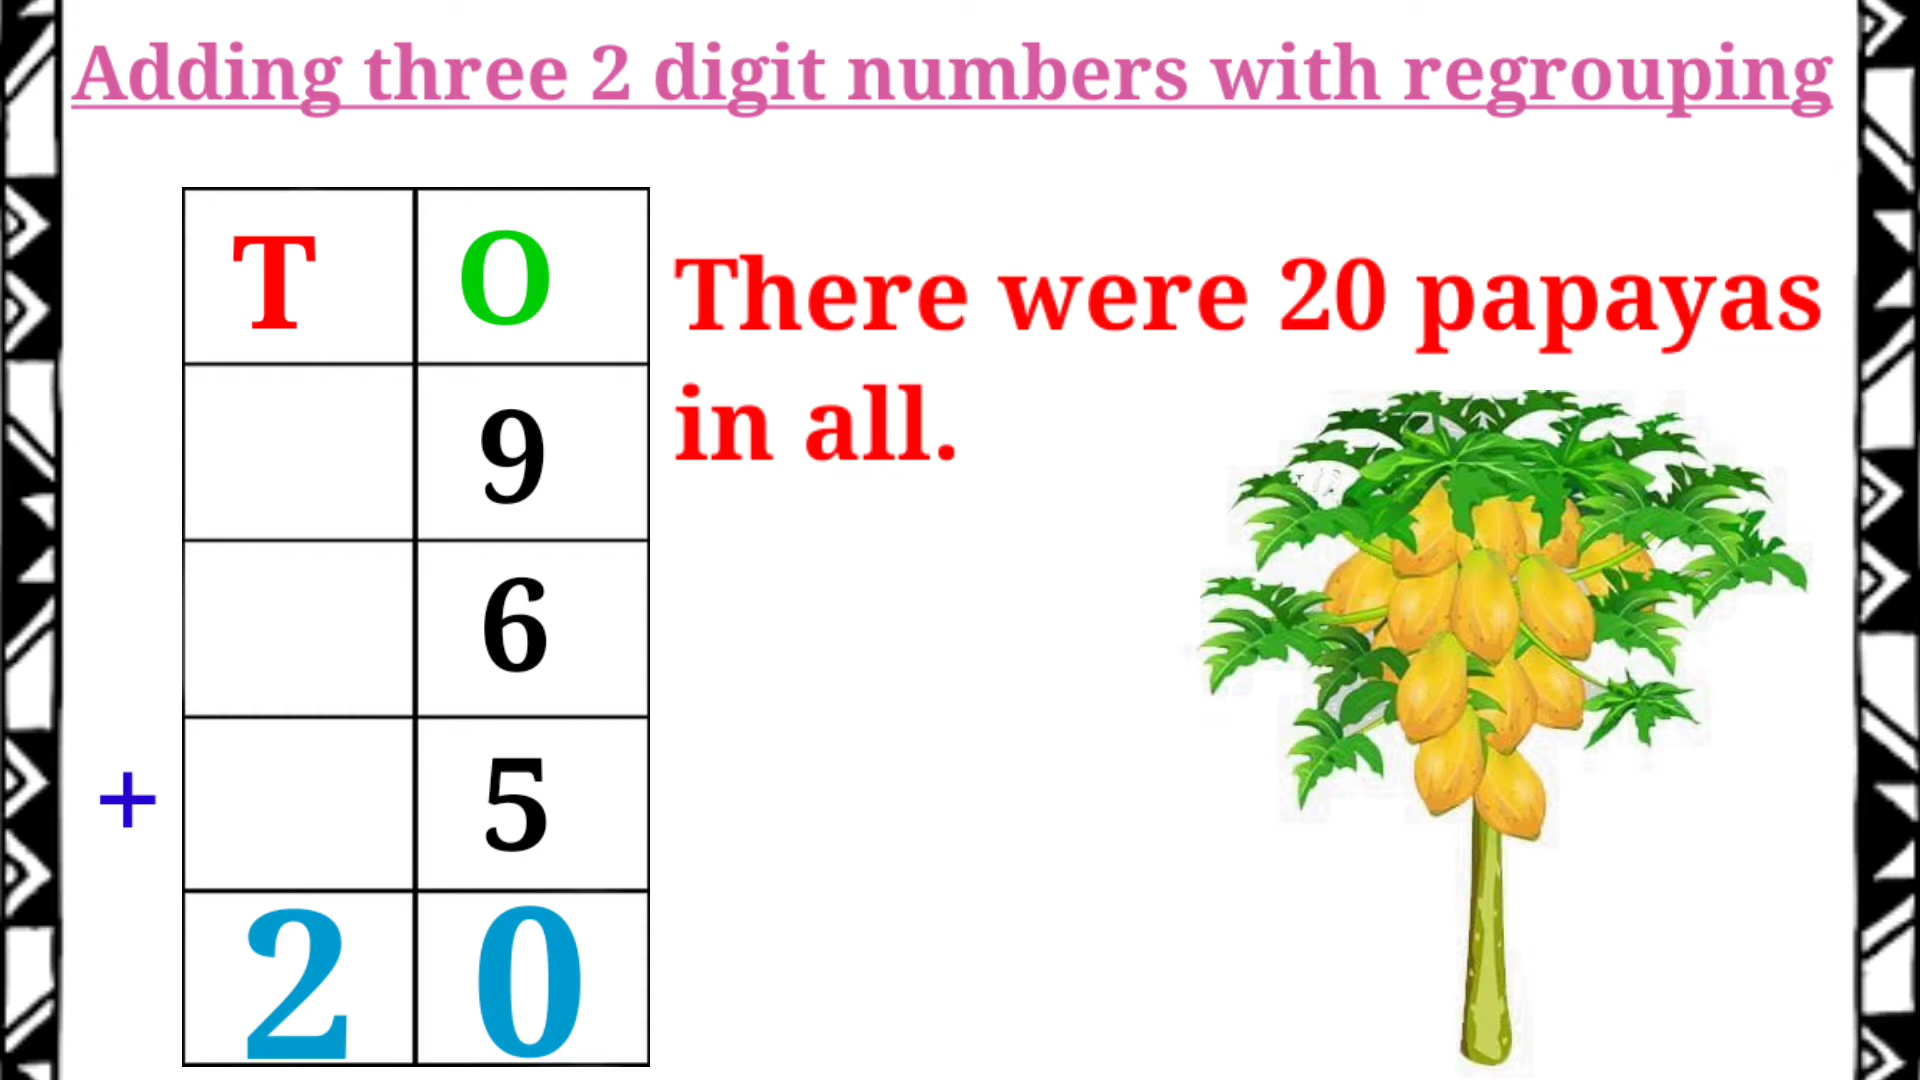 Adding three 2 digit numbers with regrouping
T O
9
6
+ 5
2 0
There were 20 papayas
in all.